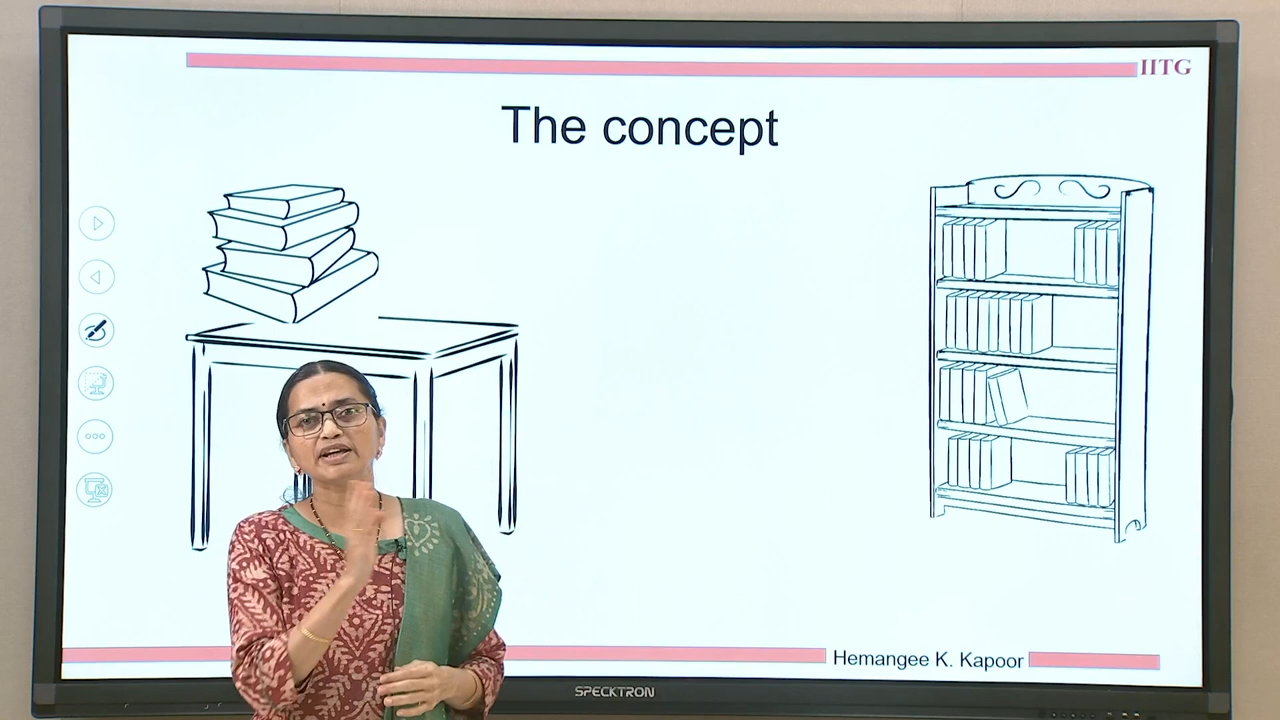 IITG
The concept
Hemangee K. Kapoor
SPECKTRON